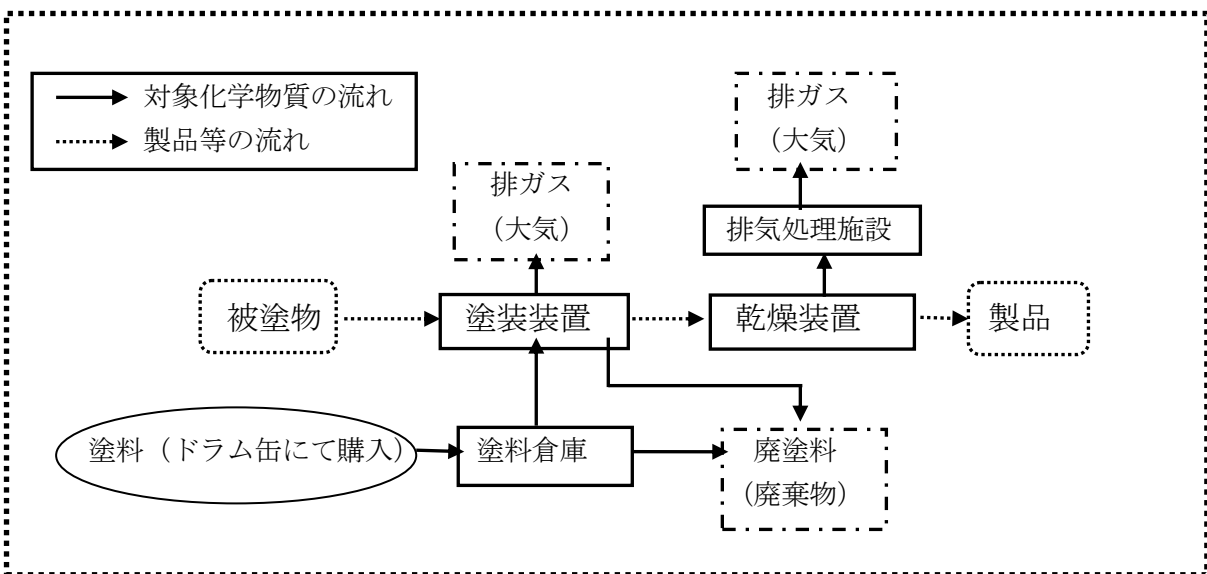 対象化学物質の流れ
製品等の流れ
排ガス
（大気）
排ガス
（大気）
排気処理施設
被塗物
塗装装置
乾燥装置
製品
塗料（ドラム缶にて購入）
塗料倉庫
廃塗料
（廃棄物）